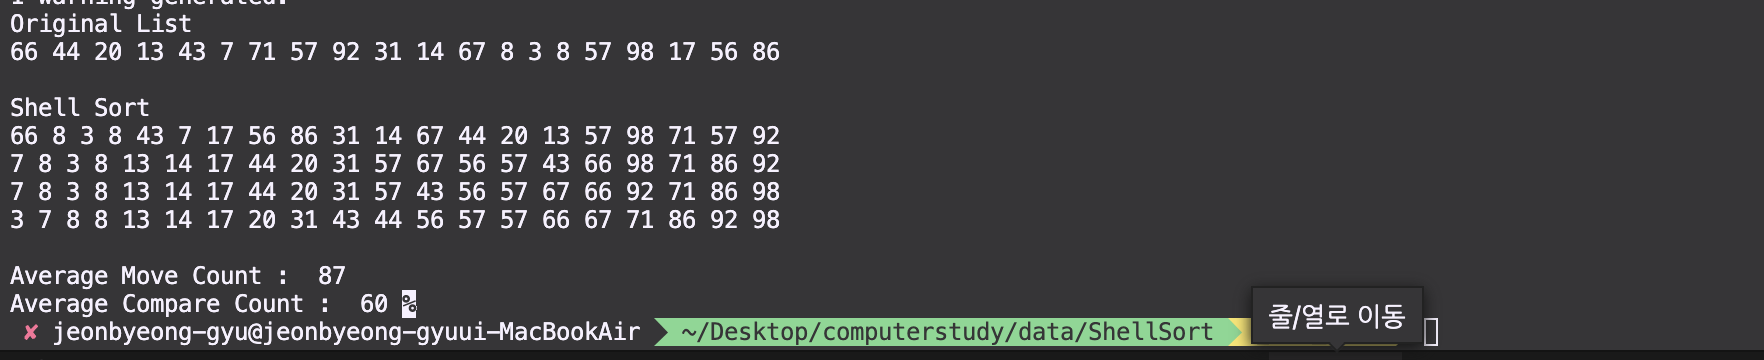 1 warning generated.
Original List
66 44 20 13 43 7 71 57 92 31 14 67 8 3 8 57 98 17 56 86
Shell Sort
66 8 3 8 43 7 17 56 86 31 14 67 44 20 13 57 98 71 57 92
7 8 3 8 13 14 17 44 20 31 57 67 56 57 43 66 98 71 86 92
7 8 3 8 13 14 17 44 20 31 57 43 56 57 67 66 92 71 86 98
3 7 8 8 13 14 17 20 31 43 44 56 57 57 66 67 71 86 92 98
Average Move Count :  87
Average Compare Count :  60 %
✘ jeonbyeong-gyu@jeonbyeong-gyuui-MacBookAir ~/Desktop/computerstudy/data/ShellSort
줄/열로 이동